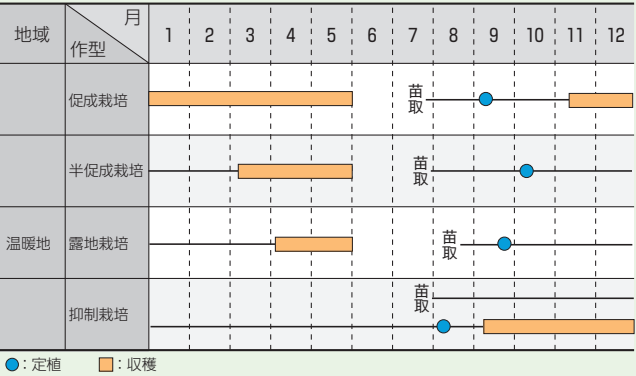 地域 月 作型 1 2 3 4 5 6 7 8 9 10 11 12
促成栽培 苗取
半促成栽培 苗取
温暖地 露地栽培 苗取
抑制栽培 苗取
：定植 ：収穫